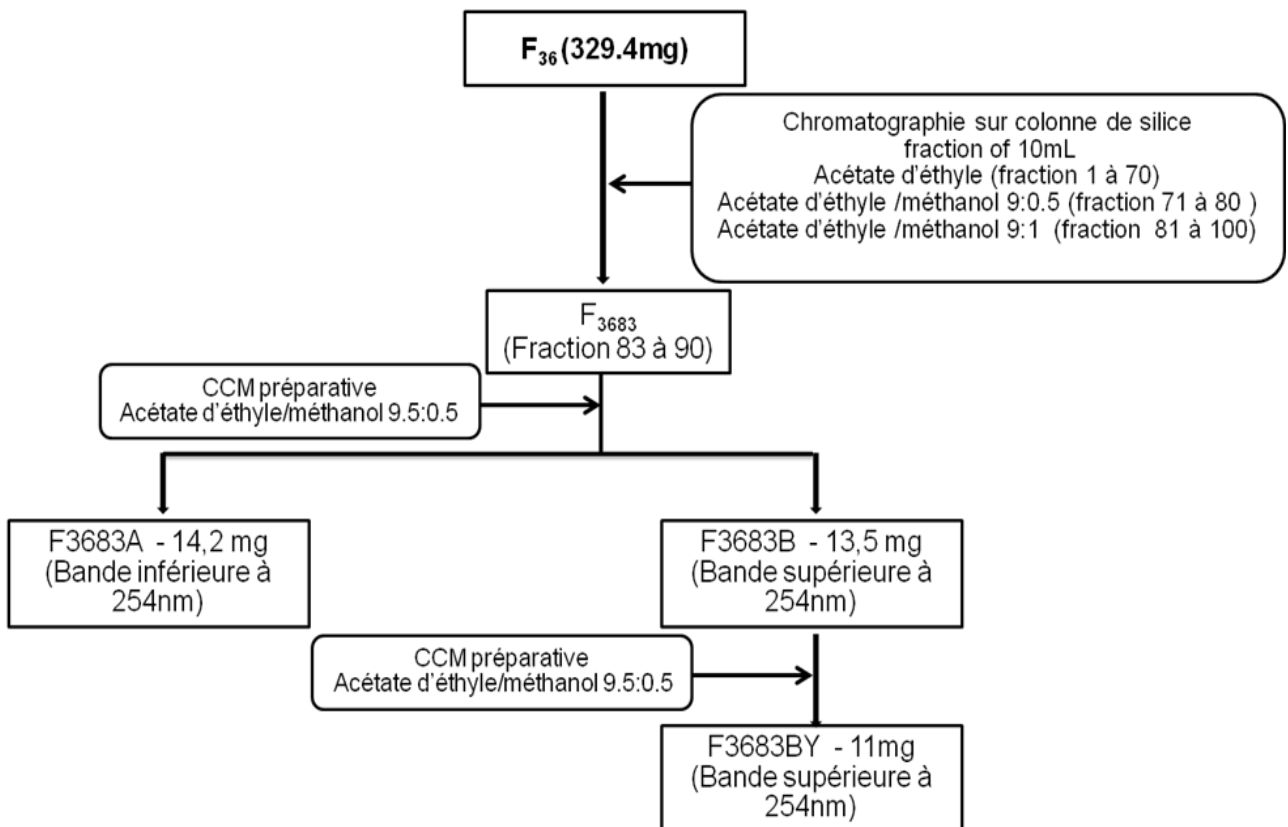 F36 (329.4mg)
Chromatographie sur colonne de silice
fraction of 10mL
Acétate d'éthyle (fraction 1 à 70)
Acétate d'éthyle /méthanol 9:0.5 (fraction 71 à 80 )
Acétate d'éthyle /méthanol 9:1 (fraction 81 à 100)
F3683
(Fraction 83 à 90)
CCM préparative
Acétate d'éthyle/méthanol 9.5:0.5
F3683A - 14,2 mg
(Bande inférieure à
254nm)
F3683B - 13,5 mg
(Bande supérieure à
254nm)
CCM préparative
Acétate d'éthyle/méthanol 9.5:0.5
F3683BY - 11mg
(Bande supérieure à
254nm)